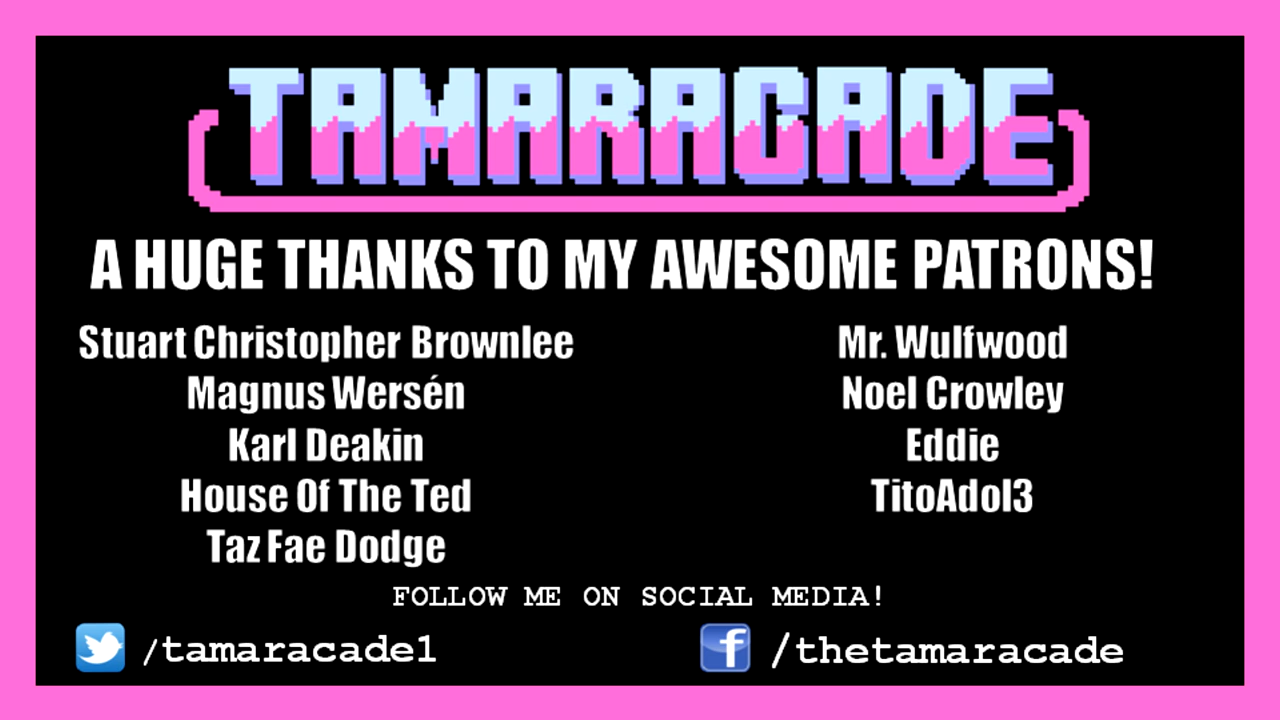 TAMARACADE
A HUGE THANKS TO MY AWESOME PATRONS!
Stuart Christopher Brownlee
Magnus Wersén
Karl Deakin
House Of The Ted
Taz Fae Dodge
Mr. Wulfwood
Noel Crowley
Eddie
TitoAdol3
FOLLOW ME ON SOCIAL MEDIA!
/tamaracade1
/thetamaracade